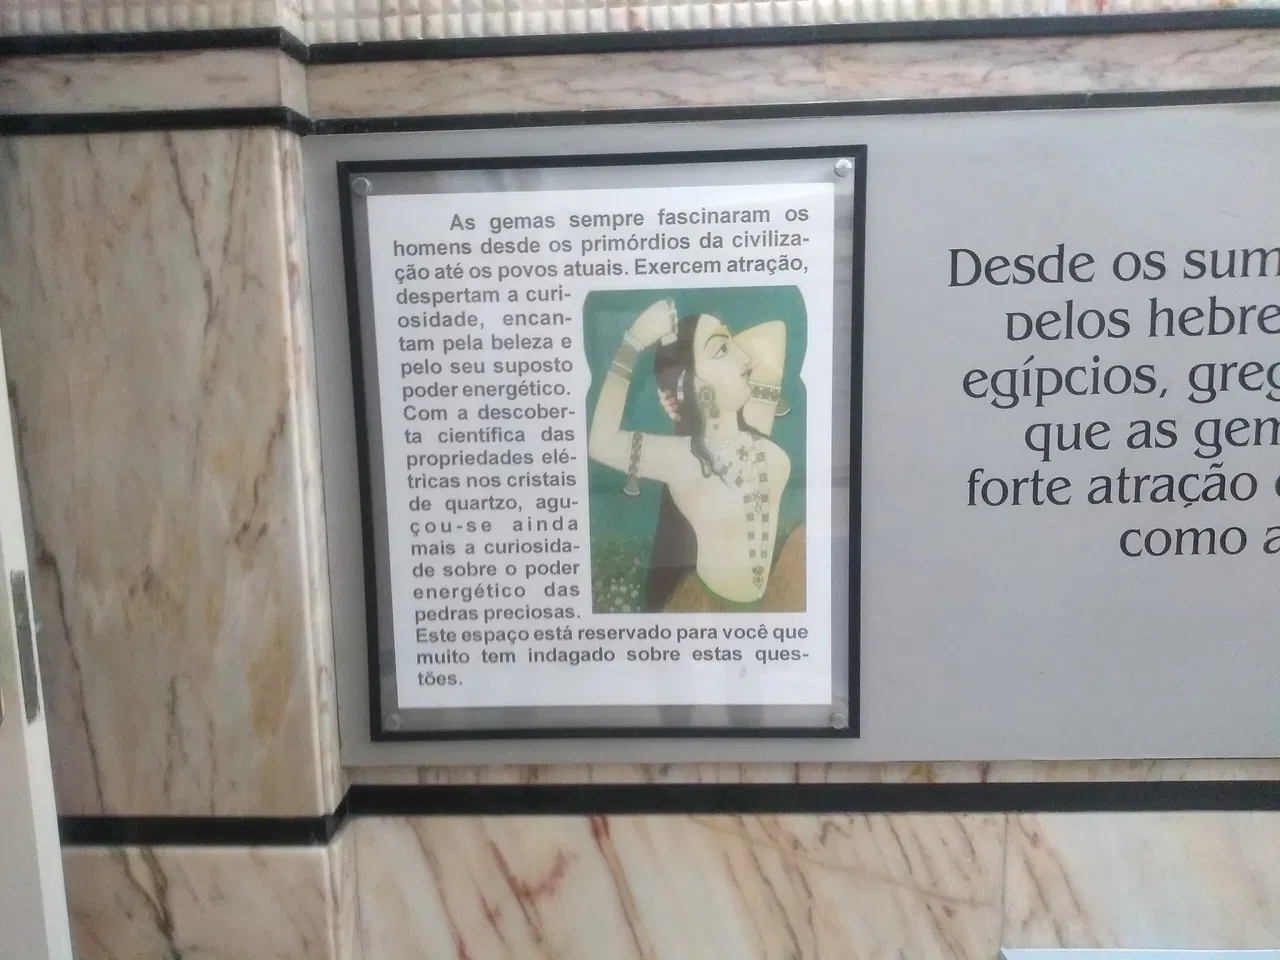 As gemas sempre fascinaram os
homens desde os primórdios da civiliza-
ção até os povos atuais. Exercem atração,
despertam a curi-
osidade, encan-
tam pela beleza e
pelo seu suposto
poder energético.
Com a descober-
ta científica das
propriedades elé-
tricas nos cristais
de quartzo, agu-
çou-se ainda
mais a curiosida-
de sobre o poder
energético das
pedras preciosas.
Este espaço está reservado para você que
muito tem indagado sobre estas ques-
tões.
Desde os sum
pelos hebre
egípcios, greg
que as gem
forte atração
como a